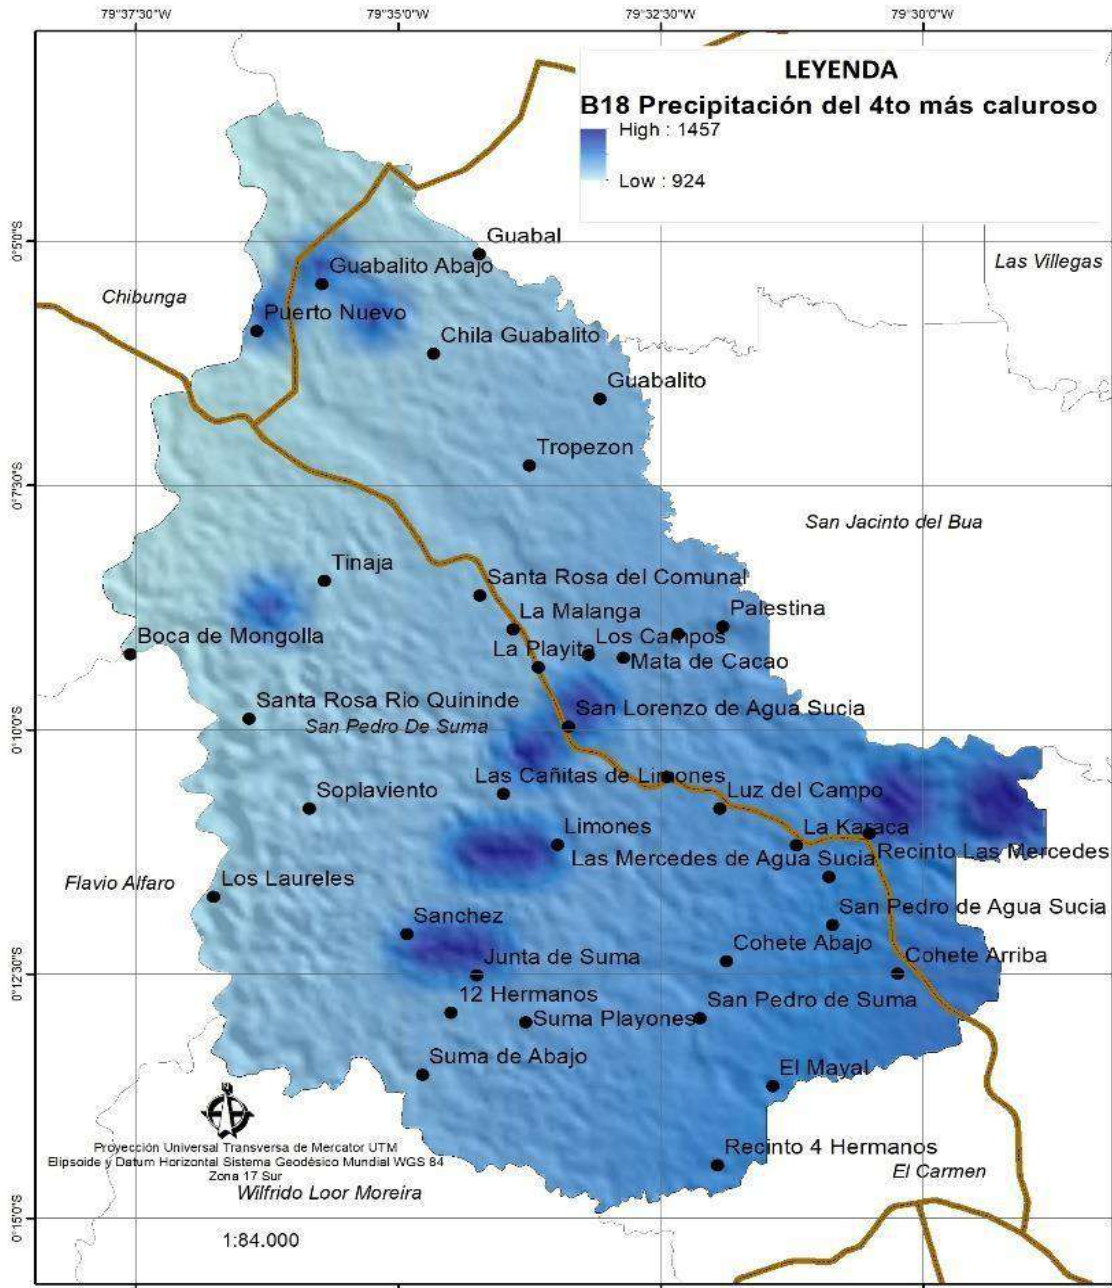 79°37'30"W
79°35'0"W
79°32'30"W
79°30'0"W
LEYENDA
B18 Precipitación del 4to más caluroso
High : 1457
Low : 924
0°5'0"S
Guabal
Las Villegas
Guabalito Abajo
Chibunga
Puerto Nuevo
Chila Guabalito
Guabalito
Tropezon
0°7'30"S
San Jacinto del Bua
Tinaja
Santa Rosa del Comunal
Palestina
La Malanga
Boca de Mongolla
Los Campos
La Playita
Mata de Cacao
Santa Rosa Rio Quininde
San Lorenzo de Agua Sucia
San Pedro De Suma
0°10'0"S
Las Cañitas de Limones
Soplaviento
Luz del Campo
Limones
La Karaca
Recinto Las Mercedes
Las Mercedes de Agua Sucia
Flavio Alfaro
Los Laureles
San Pedro de Agua Sucia
Sanchez
Cohete Abajo
Cohete Arriba
Junta de Suma
0°12'30"S
12 Hermanos
San Pedro de Suma
Suma Playones
Suma de Abajo
El Mayal
Proyección Universal Transversa de Mercator UTM
Elipsoide y Datum Horizontal Sistema Geodésico Mundial WGS 84
Zona 17 Sur
Recinto 4 Hermanos
El Carmen
Wilfrido Loor Moreira
0°15'0"S
1:84.000